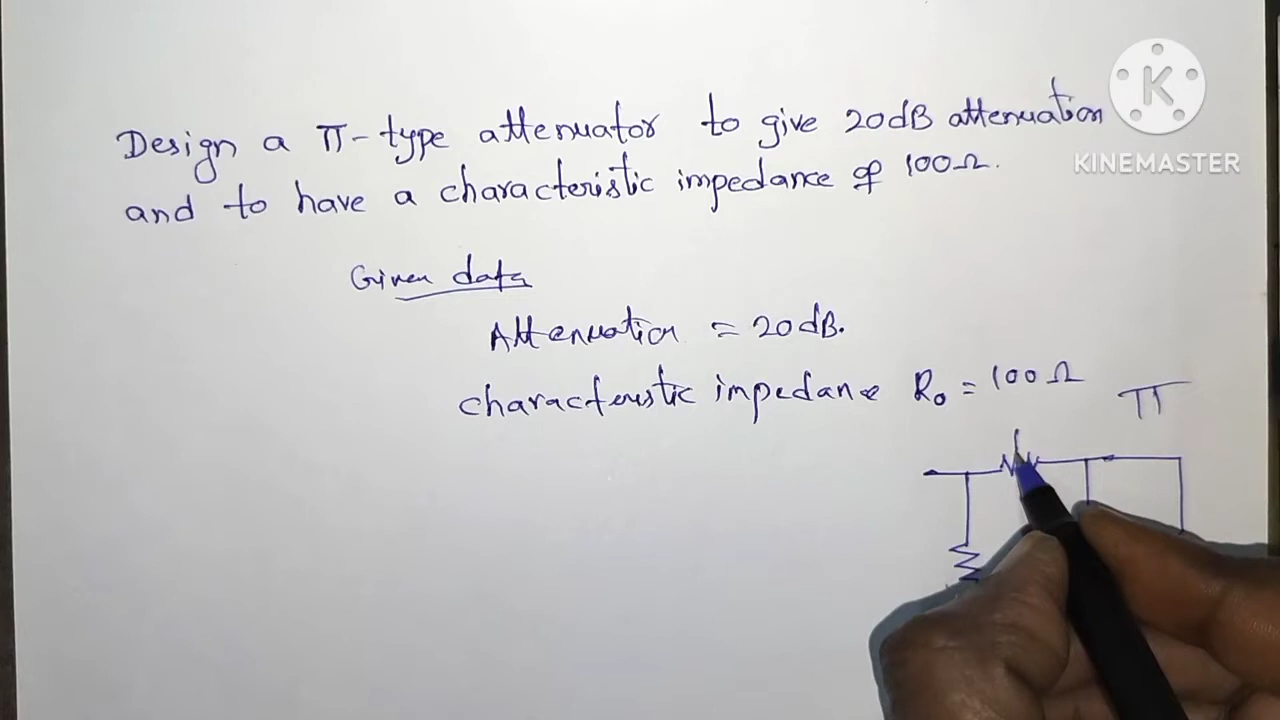 Design a π-type attenuator to give 20dB attenuation
and to have a characteristic impedance of 100Ω.
Given data
Attenuation = 20dB.
characteristic impedance R₀ = 100Ω
π
K
KINEMASTER